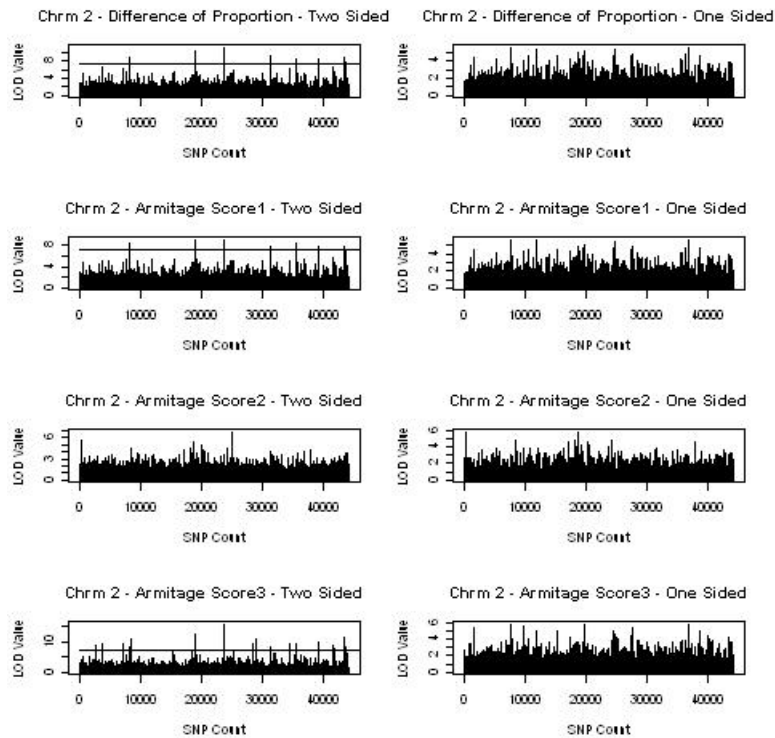 Chrm 2 - Difference of Proportion - Two Sided
LOD Value
0 4 8
0 10000 20000 30000 40000
SNP Count
Chrm 2 - Difference of Proportion - One Sided
LOD Value
0 2 4
0 10000 20000 30000 40000
SNP Count
Chrm 2 - Armitage Score1 - Two Sided
LOD Value
0 4 8
0 10000 20000 30000 40000
SNP Count
Chrm 2 - Armitage Score1 - One Sided
LOD Value
0 2 4
0 10000 20000 30000 40000
SNP Count
Chrm 2 - Armitage Score2 - Two Sided
LOD Value
0 3 6
0 10000 20000 30000 40000
SNP Count
Chrm 2 - Armitage Score2 - One Sided
LOD Value
0 2 4 6
0 10000 20000 30000 40000
SNP Count
Chrm 2 - Armitage Score3 - Two Sided
LOD Value
0 10
0 10000 20000 30000 40000
SNP Count
Chrm 2 - Armitage Score3 - One Sided
LOD Value
0 2 4 6
0 10000 20000 30000 40000
SNP Count